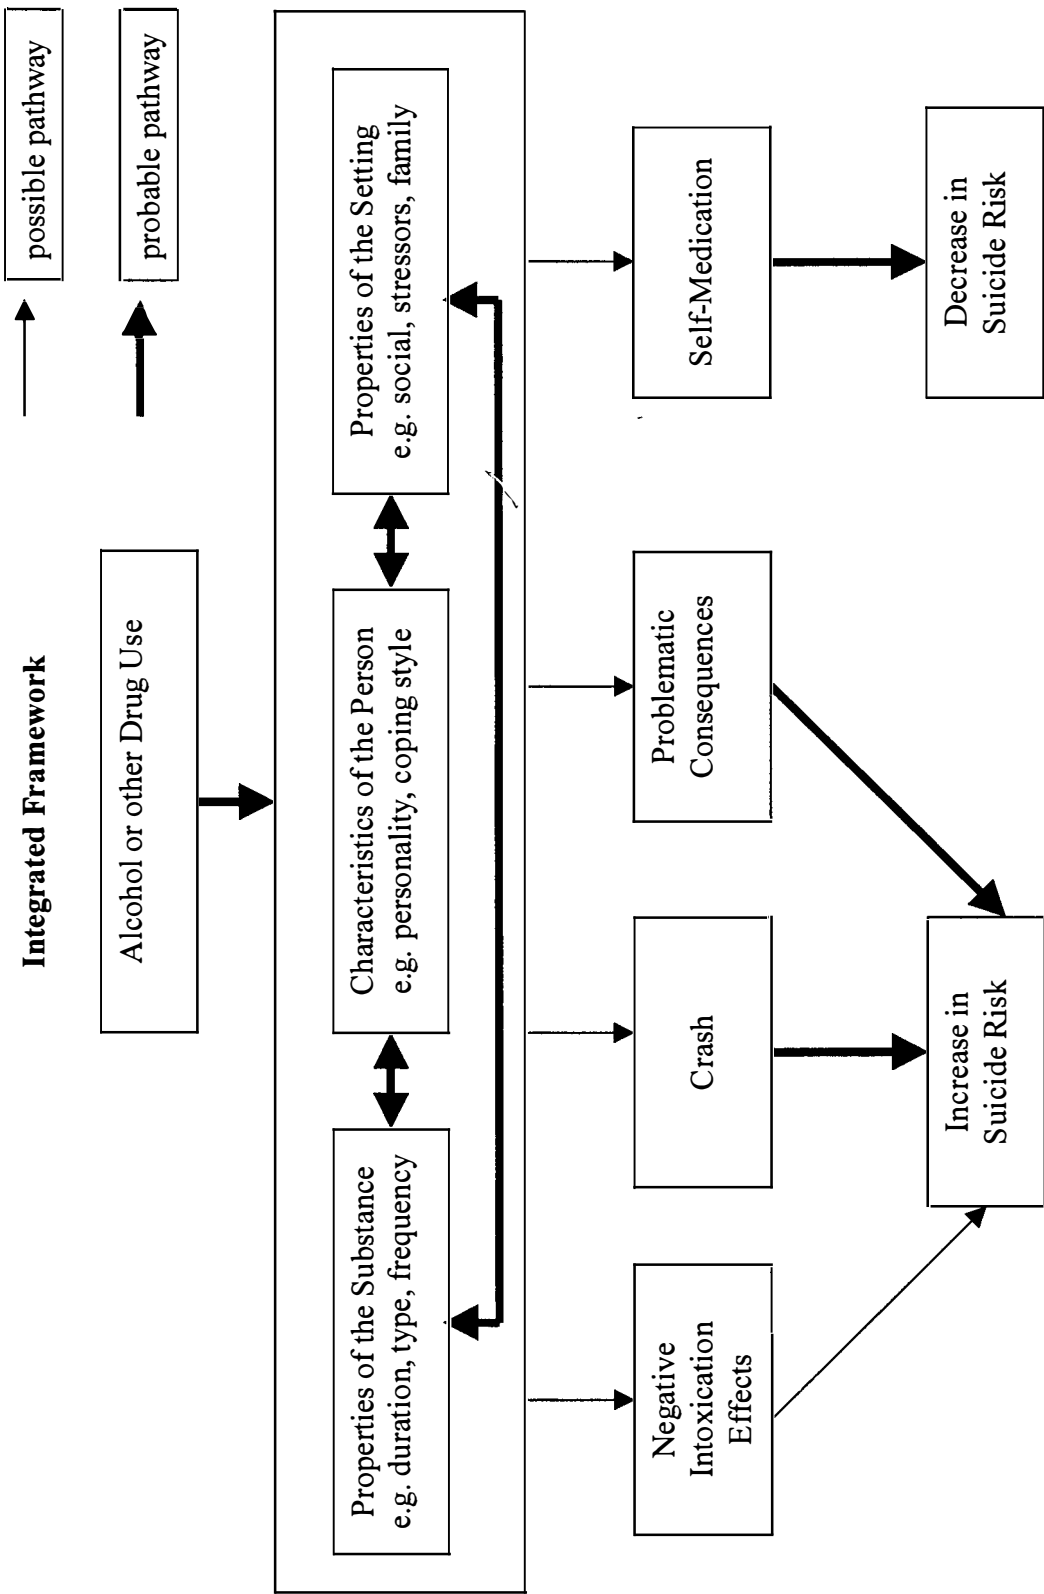 Integrated Framework
possible pathway
probable pathway
Alcohol or other Drug Use
Properties of the Substance
e.g. duration, type, frequency
Characteristics of the Person
e.g. personality, coping style
Properties of the Setting
e.g. social, stressors, family
Negative
Intoxication
Effects
Crash
Problematic
Consequences
Self-Medication
Increase in
Suicide Risk
Decrease in
Suicide Risk